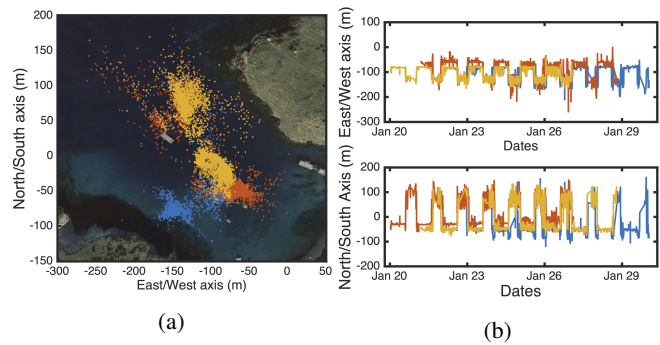 (a)
200
150
100
50
0
-50
-100
-150
-300 -250 -200 -150 -100 -50 0 50
North/South axis (m)
East/West axis (m)
(a)
(b)
100
0
-100
-200
-300
Jan 20 Jan 23 Jan 26 Jan 29
East/West axis (m)
Dates
200
100
0
-100
-200
Jan 20 Jan 23 Jan 26 Jan 29
North/South Axis (m)
Dates
(b)